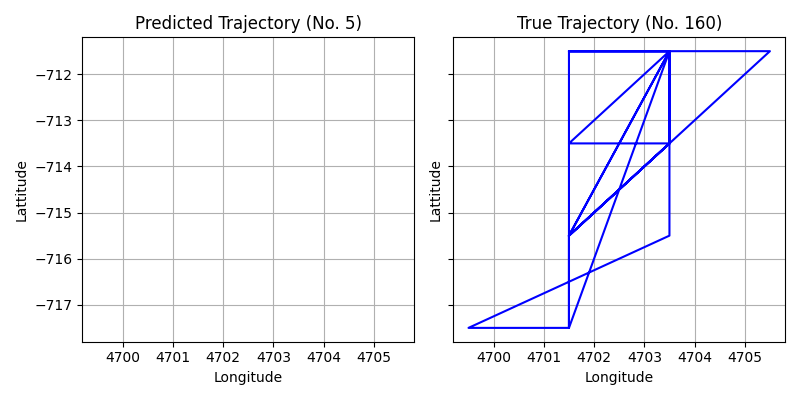 Predicted Trajectory (No. 5)
True Trajectory (No. 160)
Lattitude
−712
−713
−714
−715
−716
−717
4700 4701 4702 4703 4704 4705
Longitude
Lattitude
4700 4701 4702 4703 4704 4705
Longitude